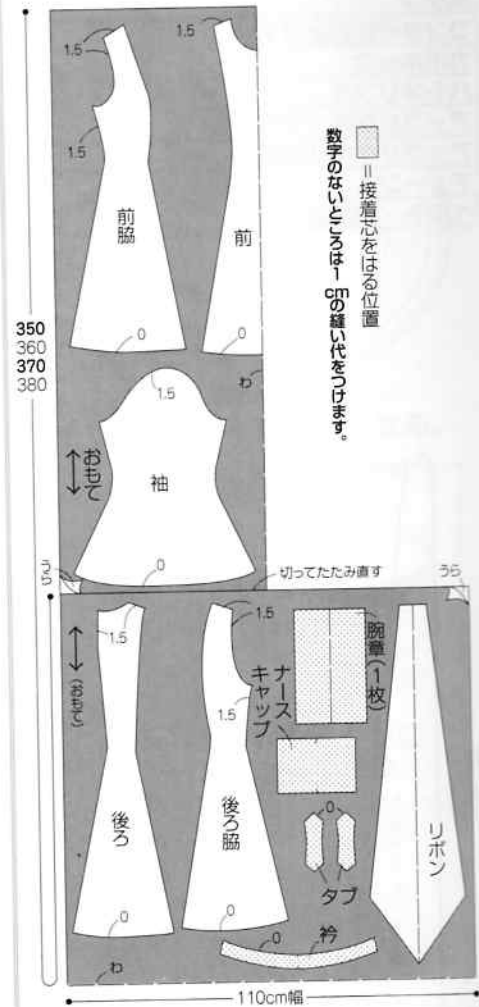 1.5
1.5
1.5
前脇
前
0
0
＝接着芯をはる位置
数字のないところは1cmの縫い代をつけます。
350
360
370
380
わ
1.5
おもて
袖
0
うら
切ってたたみ直す
うら
1.5
(おもて)
後ろ
0
1.5
1.5
後ろ脇
0
腕章(1枚)
ナースキャップ
0
タブ
0
衿
リボン
わ
110cm幅